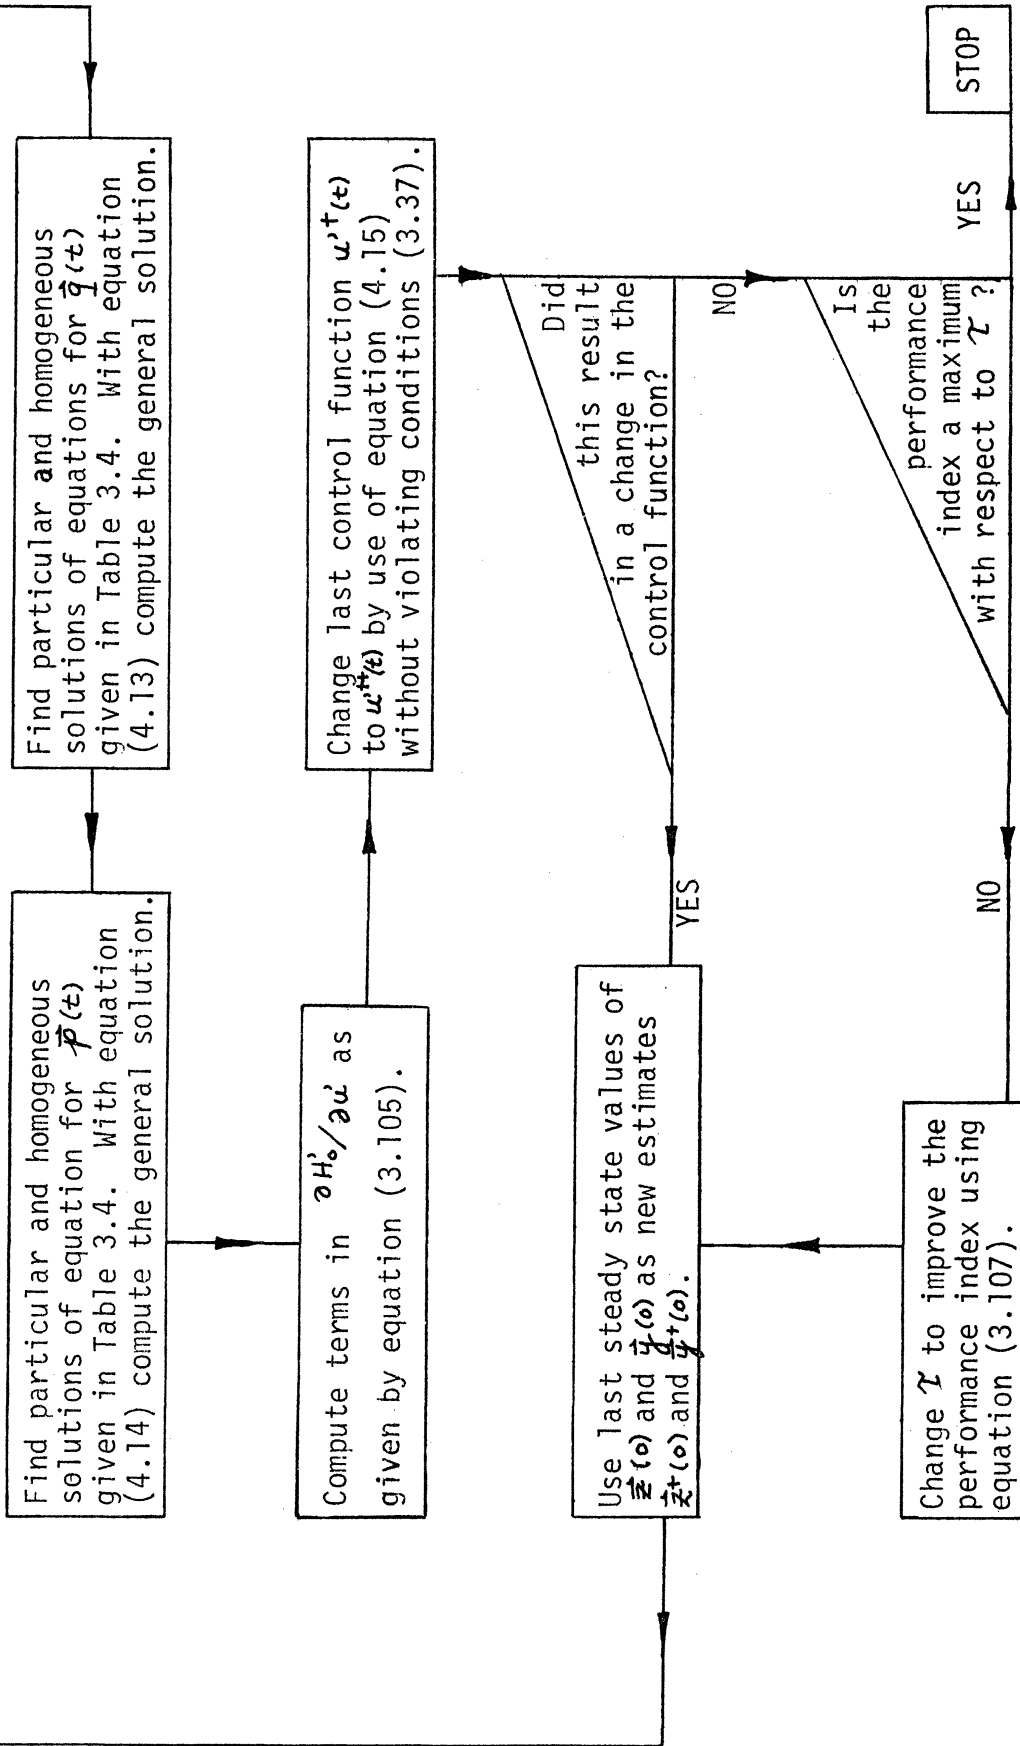 Find particular and homogeneous
solutions of equations for q⃗(t)
given in Table 3.4. With equation
(4.13) compute the general solution.
Find particular and homogeneous
solutions of equation for p⃗(t)
given in Table 3.4. With equation
(4.14) compute the general solution.
Compute terms in ∂H₀'/∂u' as
given by equation (3.105).
Change last control function u'⁺(t)
to u'⁺⁺(t) by use of equation (4.15)
without violating conditions (3.37).
Did
this result
in a change in the
control function?
YES
NO
Use last steady state values of
z⃗(0) and y⃗(0) as new estimates
z⃗⁺(0) and y⃗⁺(0).
Is
the
performance
index a maximum
with respect to τ ?
YES
STOP
NO
Change τ to improve the
performance index using
equation (3.107).